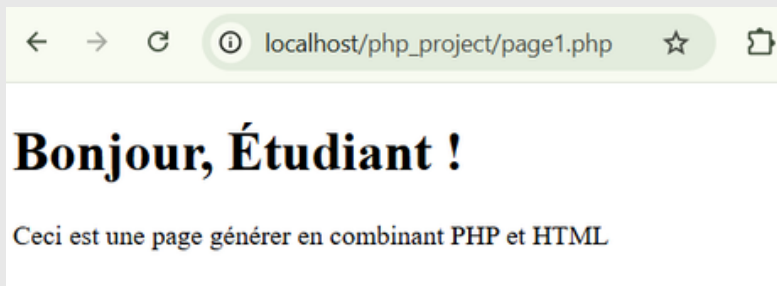 localhost/php_project/page1.php
Bonjour, Étudiant !
Ceci est une page générer en combinant PHP et HTML